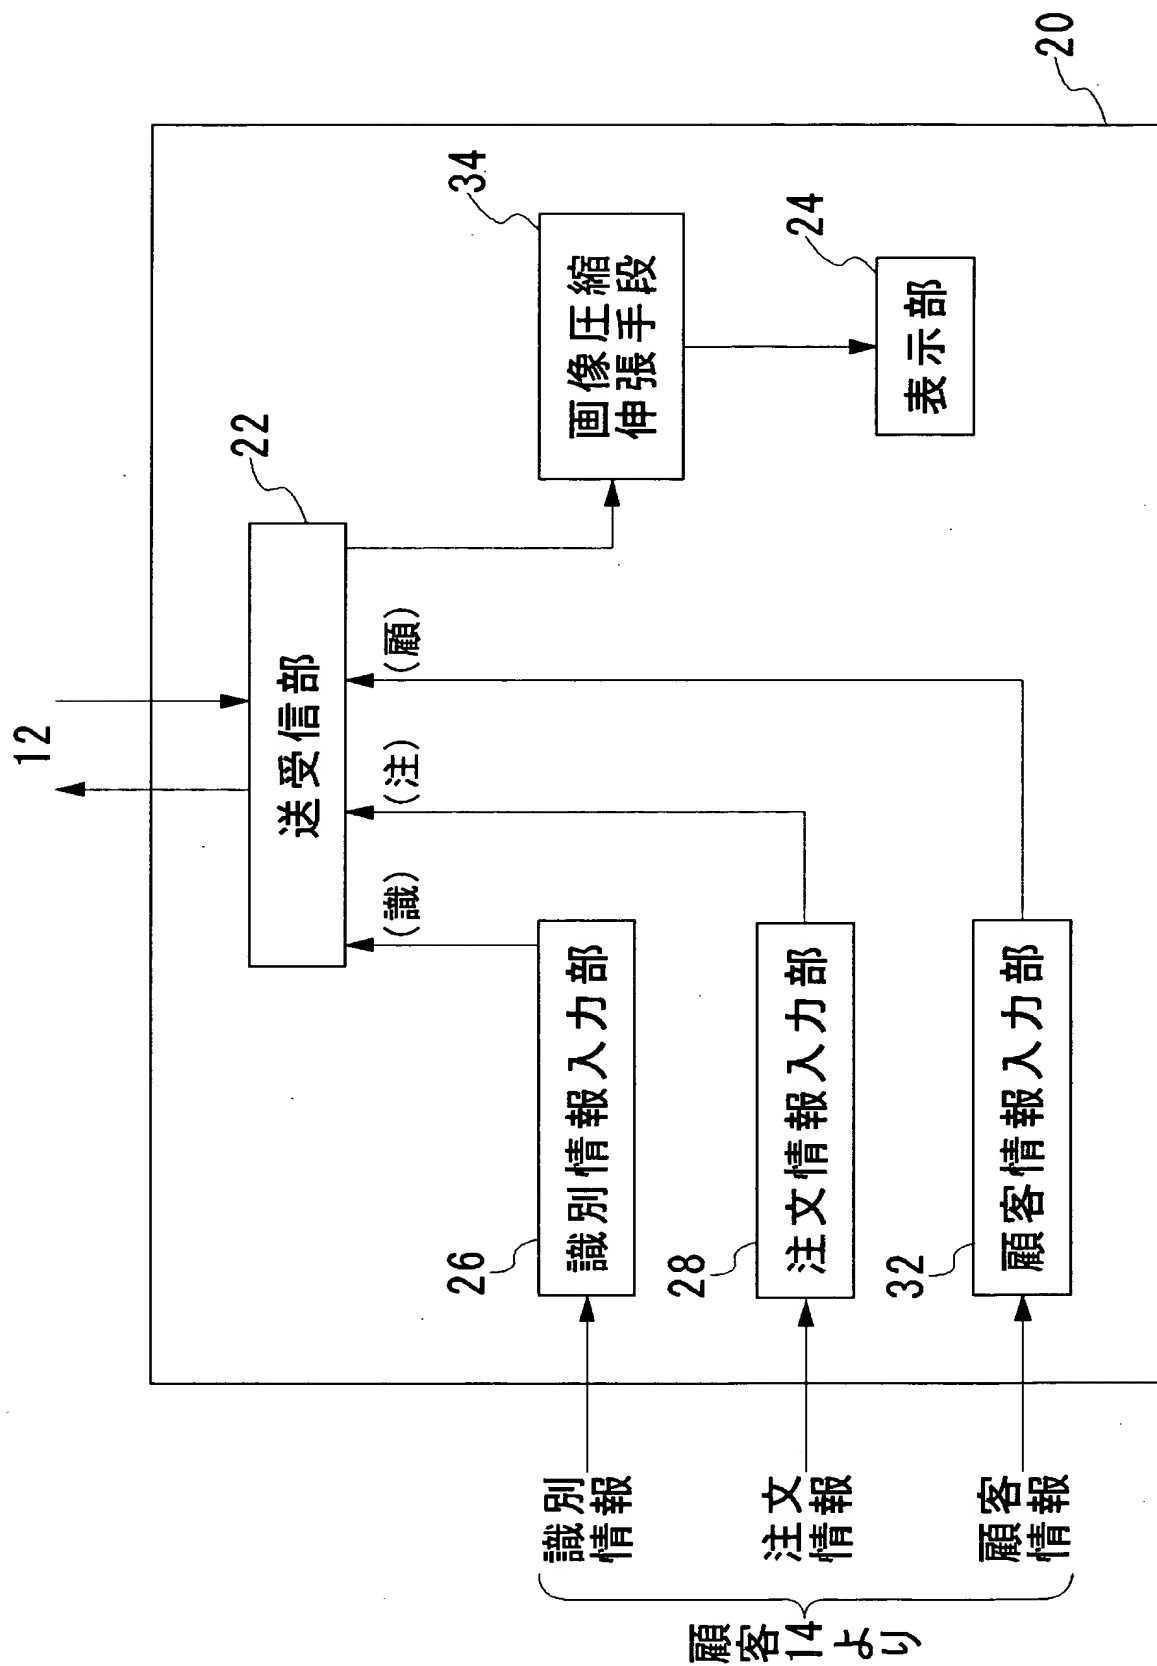 12
送受信部
22
(識)
(注)
(顧)
画像圧縮
伸張手段
34
表示部
24
20
識別情報入力部
26
注文情報入力部
28
顧客情報入力部
32
識別
情報
注文
情報
顧客
情報
顧客14より